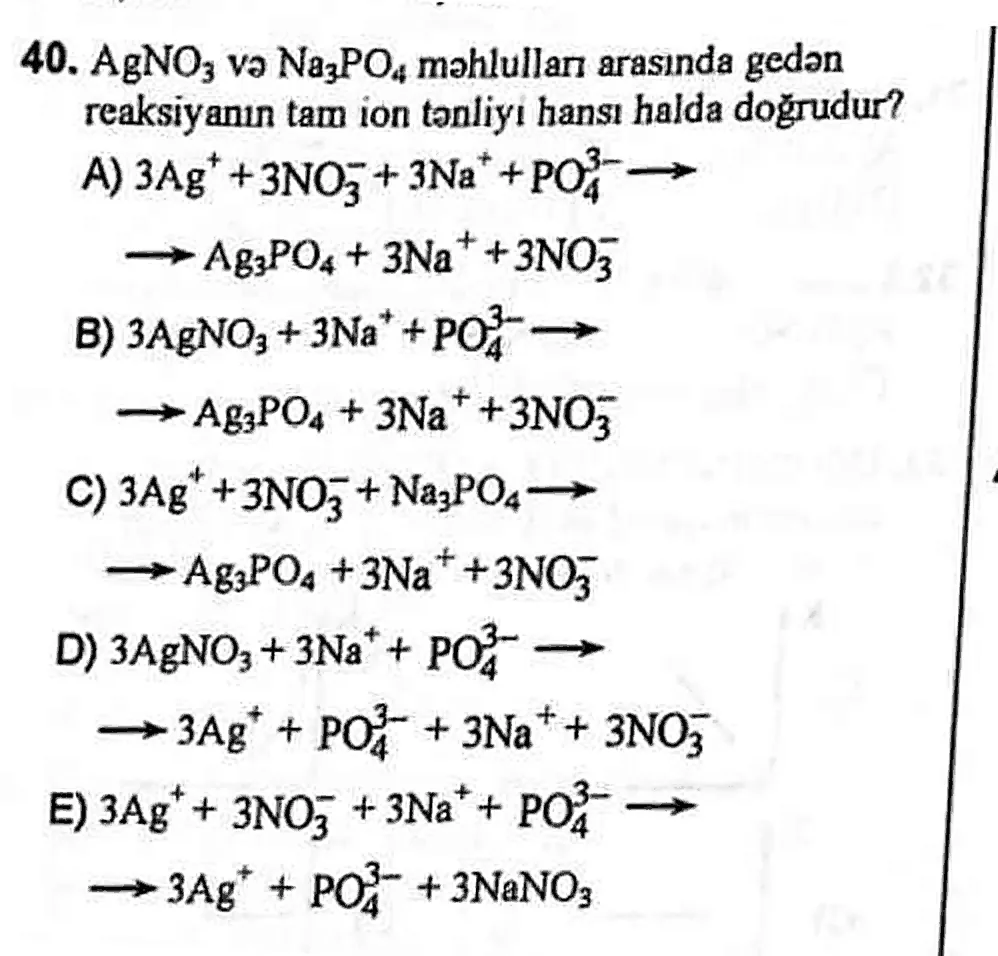 40. AgNO₃ və Na₃PO₄ məhlulları arasında gedən
reaksiyanın tam ion tənliyi hansı halda doğrudur?
A) 3Ag⁺ + 3NO₃⁻ + 3Na⁺ + PO₄³⁻ →
→ Ag₃PO₄ + 3Na⁺ + 3NO₃⁻
B) 3AgNO₃ + 3Na⁺ + PO₄³⁻ →
→ Ag₃PO₄ + 3Na⁺ + 3NO₃⁻
C) 3Ag⁺ + 3NO₃⁻ + Na₃PO₄ →
→ Ag₃PO₄ + 3Na⁺ + 3NO₃⁻
D) 3AgNO₃ + 3Na⁺ + PO₄³⁻ →
→ 3Ag⁺ + PO₄³⁻ + 3Na⁺ + 3NO₃⁻
E) 3Ag⁺ + 3NO₃⁻ + 3Na⁺ + PO₄³⁻ →
→ 3Ag⁺ + PO₄³⁻ + 3NaNO₃